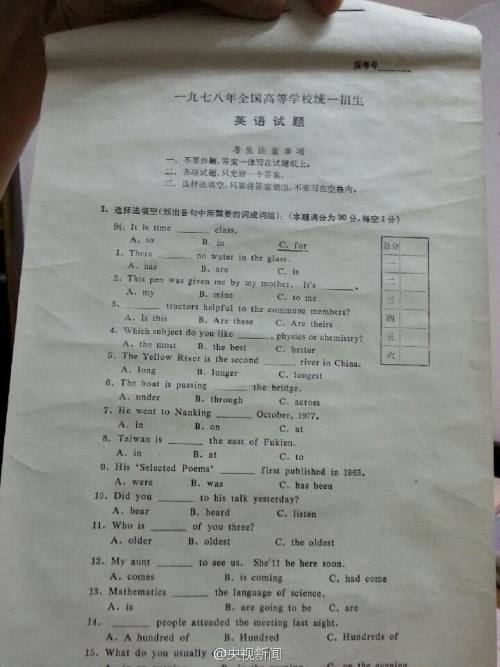 报考号
一九七八年全国高等学校统一招生
英语试题
考生注意事项
一、不要抄题,答案一律写在试题纸上。
二、各项试题,只允许一个答案。
三、选择法填空,只要将答案划出,不要写在空格内。
I. 选择法填空(划出各句中所需要的词或词组):(本题满分为30分,每空1分)
例: It is time ______ class.
A. to B. in C. for
1. There ______ no water in the glass.
A. has B. are C. is
2. This pen was given me by my mother. It's ______.
A. my B. mine C. to me
3. ______ tractors helpful to the commune members?
A. Is this B. Are these C. Are theirs
4. Which subject do you like ______, physics or chemistry?
A. the most B. the best C. better
5. The Yellow River is the second ______ river in China.
A. long B. longer C. longest
6. The boat is passing ______ the bridge.
A. under B. through C. across
7. He went to Nanking ______ October, 1977.
A. in B. on C. at
8. Taiwan is ______ the east of Fukien.
A. in B. at C. to
9. His "Selected Poems" ______ first published in 1965.
A. were B. was C. has been
10. Did you ______ to his talk yesterday?
A. hear B. heard C. listen
11. Who is ______ of you three?
A. older B. oldest C. the oldest
12. My aunt ______ to see us. She'll be here soon.
A. comes B. is coming C. had come
13. Mathematics ______ the language of science.
A. is B. are going to be C. are
14. ______ people attended the meeting last night.
A. A hundred of B. Hundred C. Hundreds of
15. What do you usually
C. on the evening
总分
一
二
三
四
五
六
@央视新闻